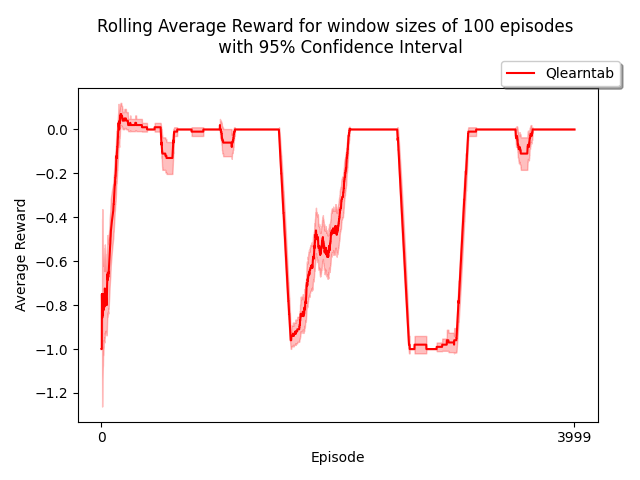 Rolling Average Reward for window sizes of 100 episodes
with 95% Confidence Interval
Qlearntab
0.0
−0.2
−0.4
−0.6
−0.8
−1.0
−1.2
Average Reward
0
3999
Episode